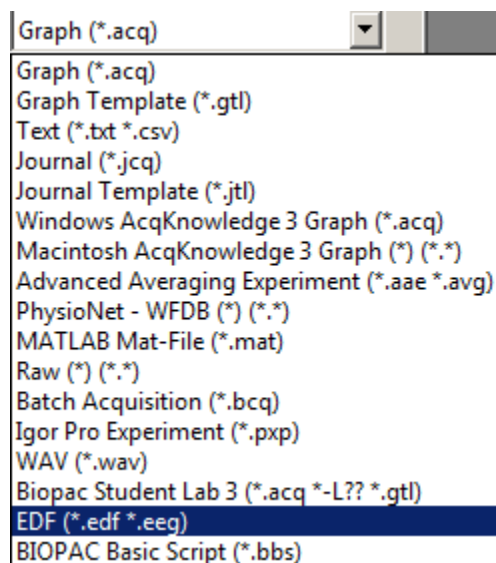 Graph (*.acq)
Graph (*.acq)
Graph Template (*.gtl)
Text (*.txt *.csv)
Journal (*.jcq)
Journal Template (*.jtl)
Windows AcqKnowledge 3 Graph (*.acq)
Macintosh AcqKnowledge 3 Graph (*) (*.*)
Advanced Averaging Experiment (*.aae *.avg)
PhysioNet - WFDB (*) (*.*)
MATLAB Mat-File (*.mat)
Raw (*) (*.*)
Batch Acquisition (*.bcq)
Igor Pro Experiment (*.pxp)
WAV (*.wav)
Biopac Student Lab 3 (*.acq *-L?? *.gtl)
EDF (*.edf *.eeg)
BIOPAC Basic Script (*.bbs)